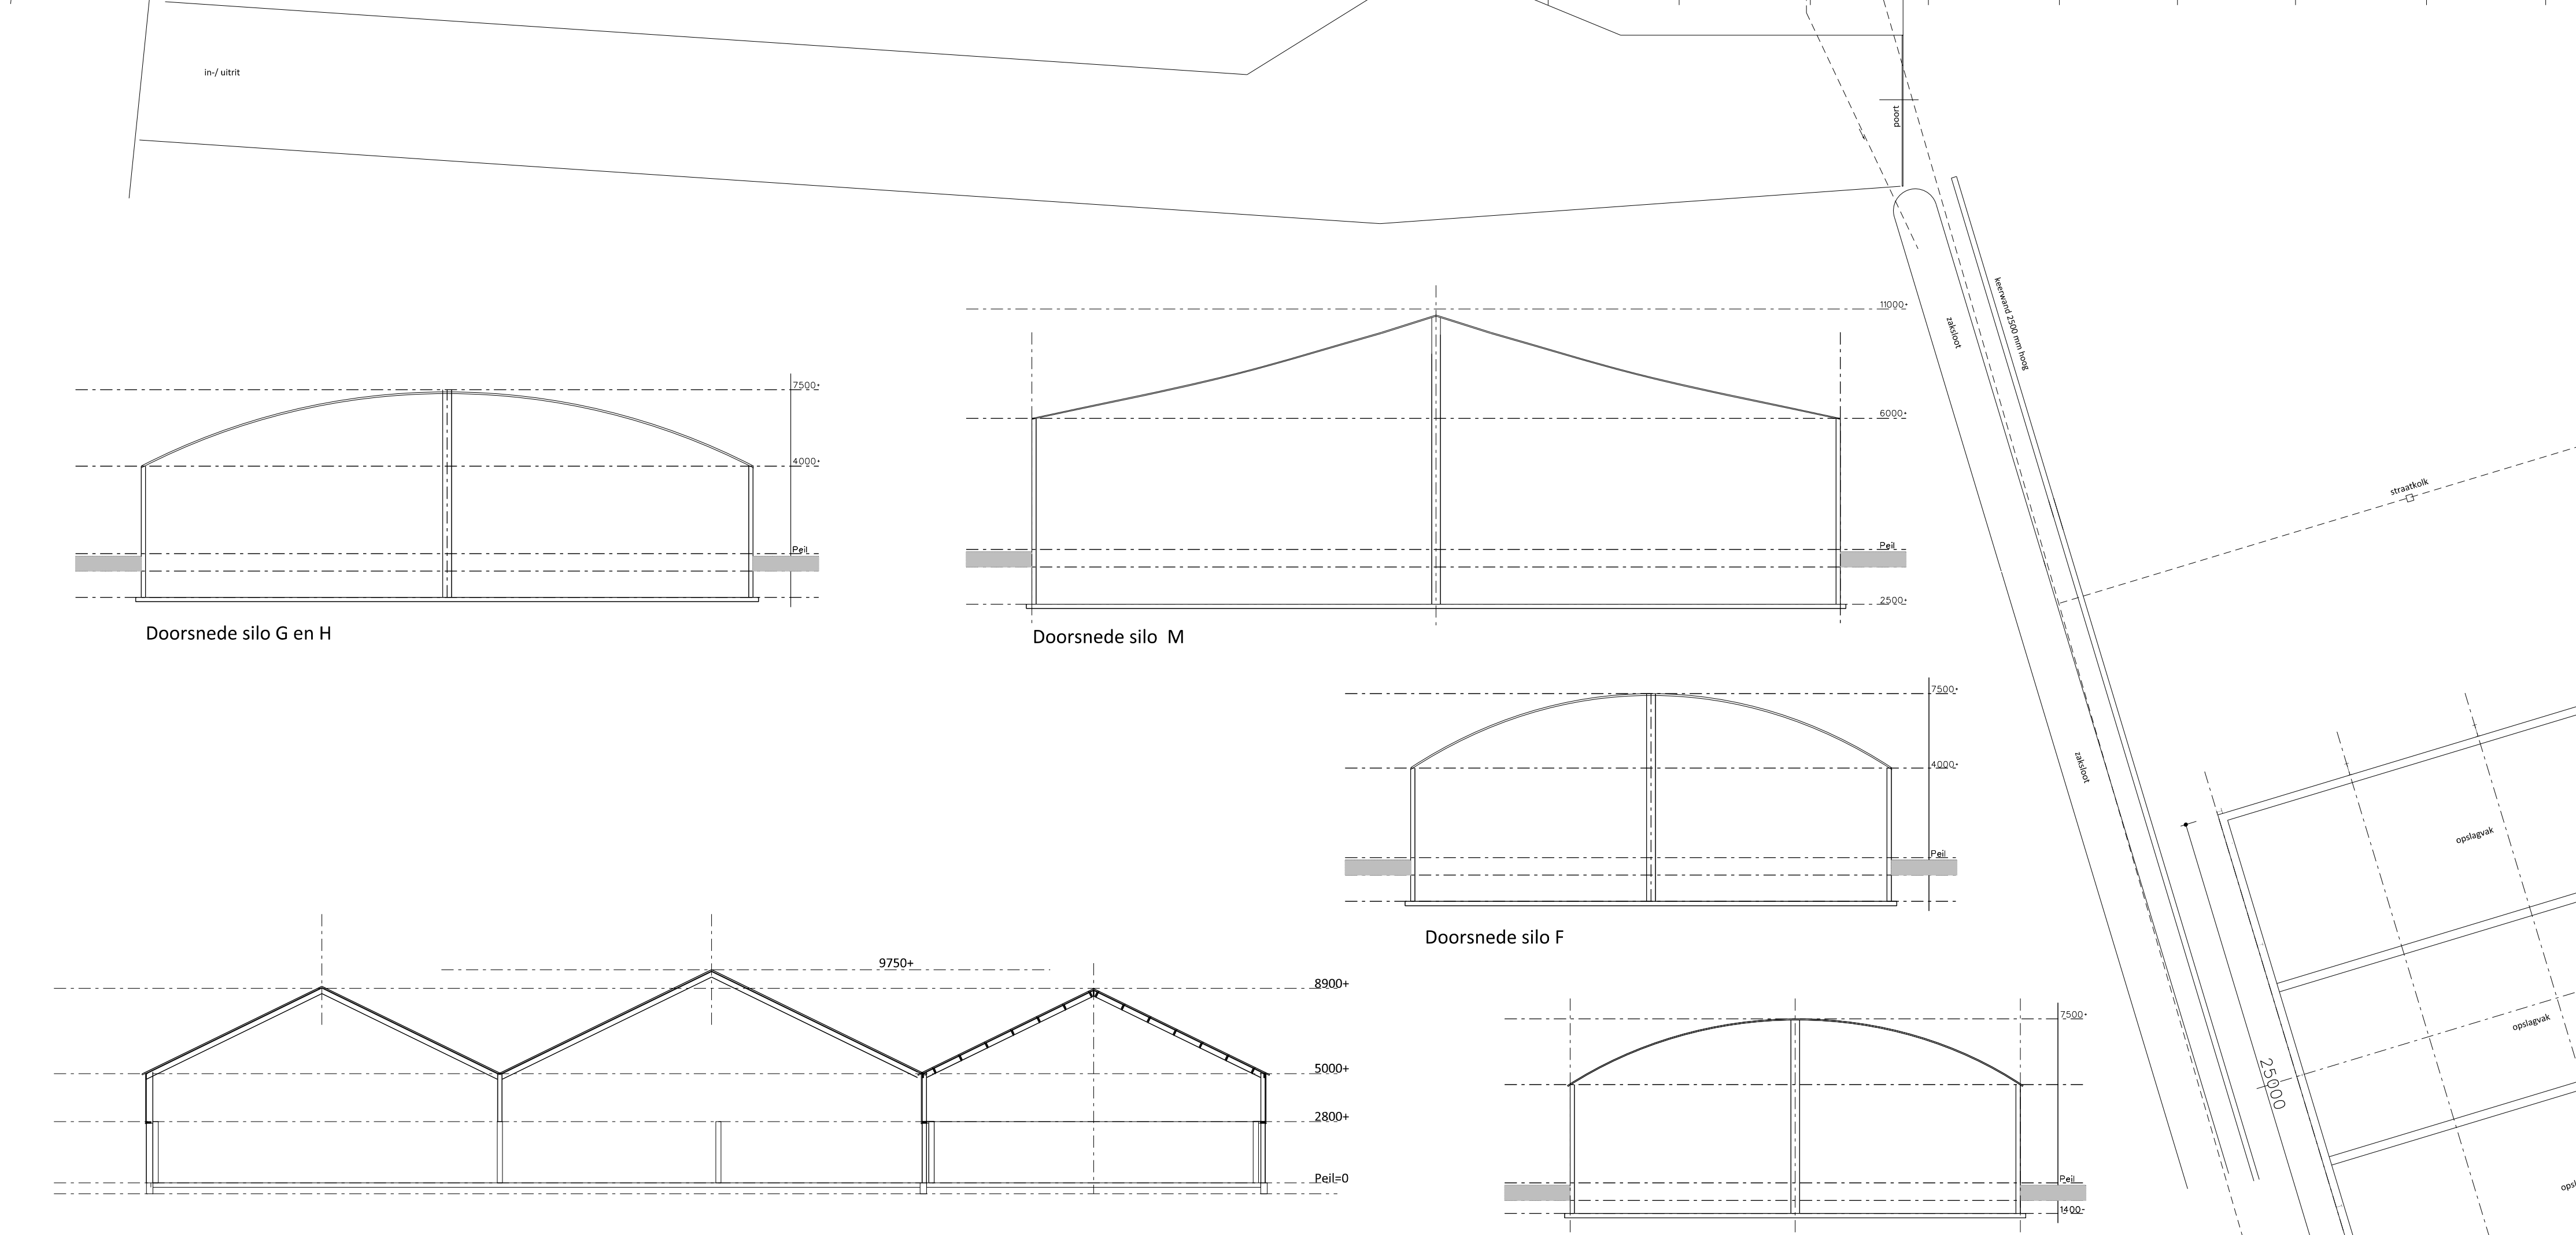 in-/ uitrit
poort
keerwand 2500 mm hoog
zaksloot
11000+
6000+
Peil
2500+
Doorsnede silo  M
7500+
4000+
Peil
Doorsnede silo G en H
straatkolk
7500+
4000+
Peil
Doorsnede silo F
zaksloot
opslagvak
opslagvak
25000
9750+
8900+
5000+
2800+
Peil=0
7500+
Peil
1400-